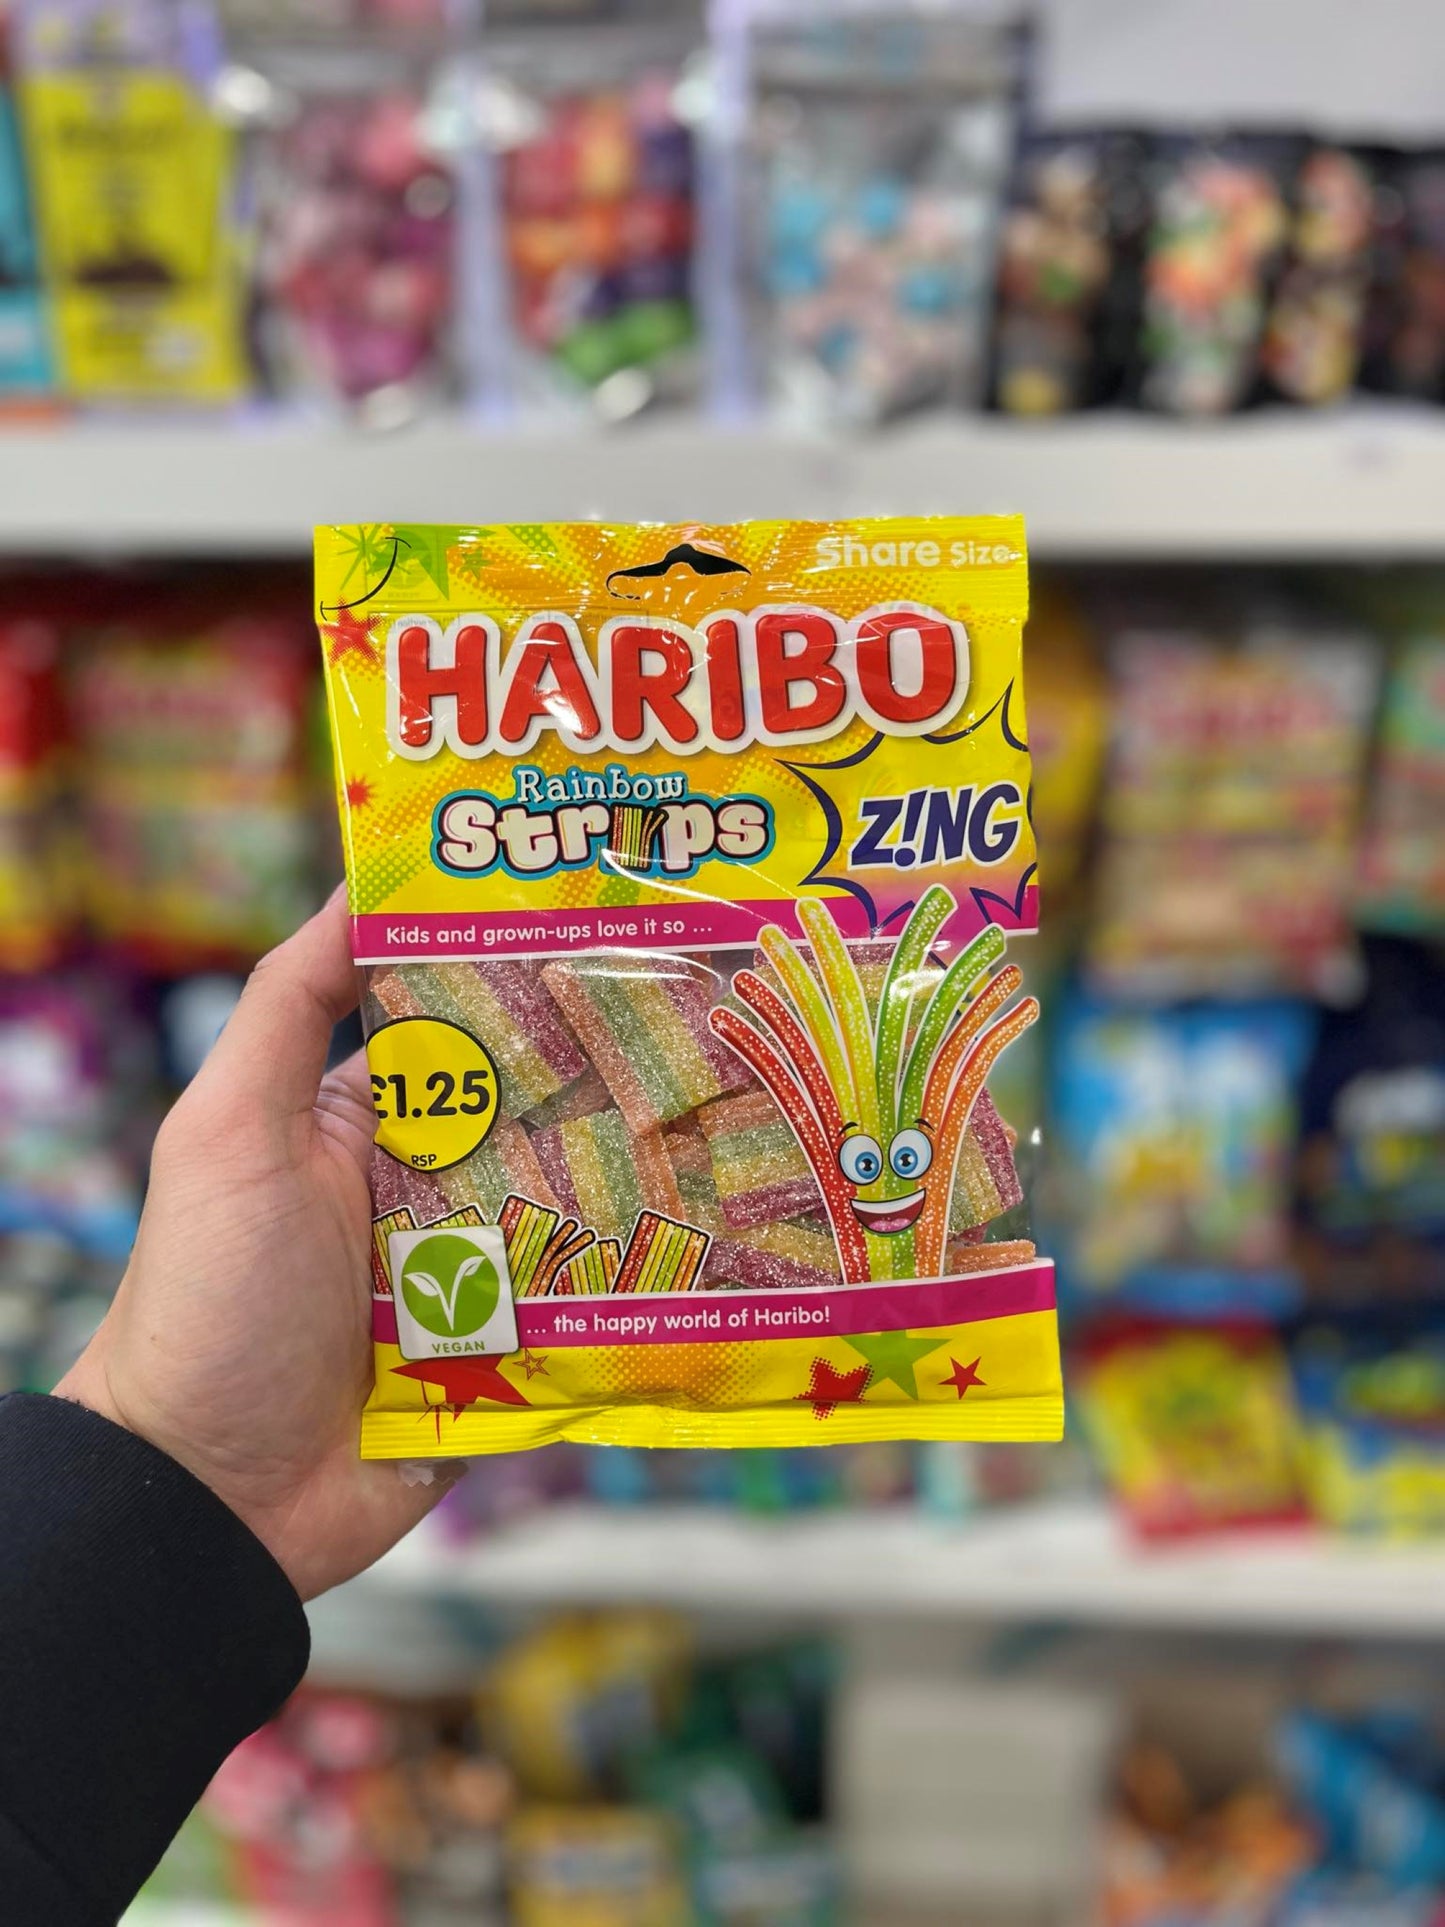 Share Size
HARIBO
Rainbow
Strips
Z!NG
Kids and grown-ups love it so ...
£1.25
RSP
VEGAN
... the happy world of Haribo!